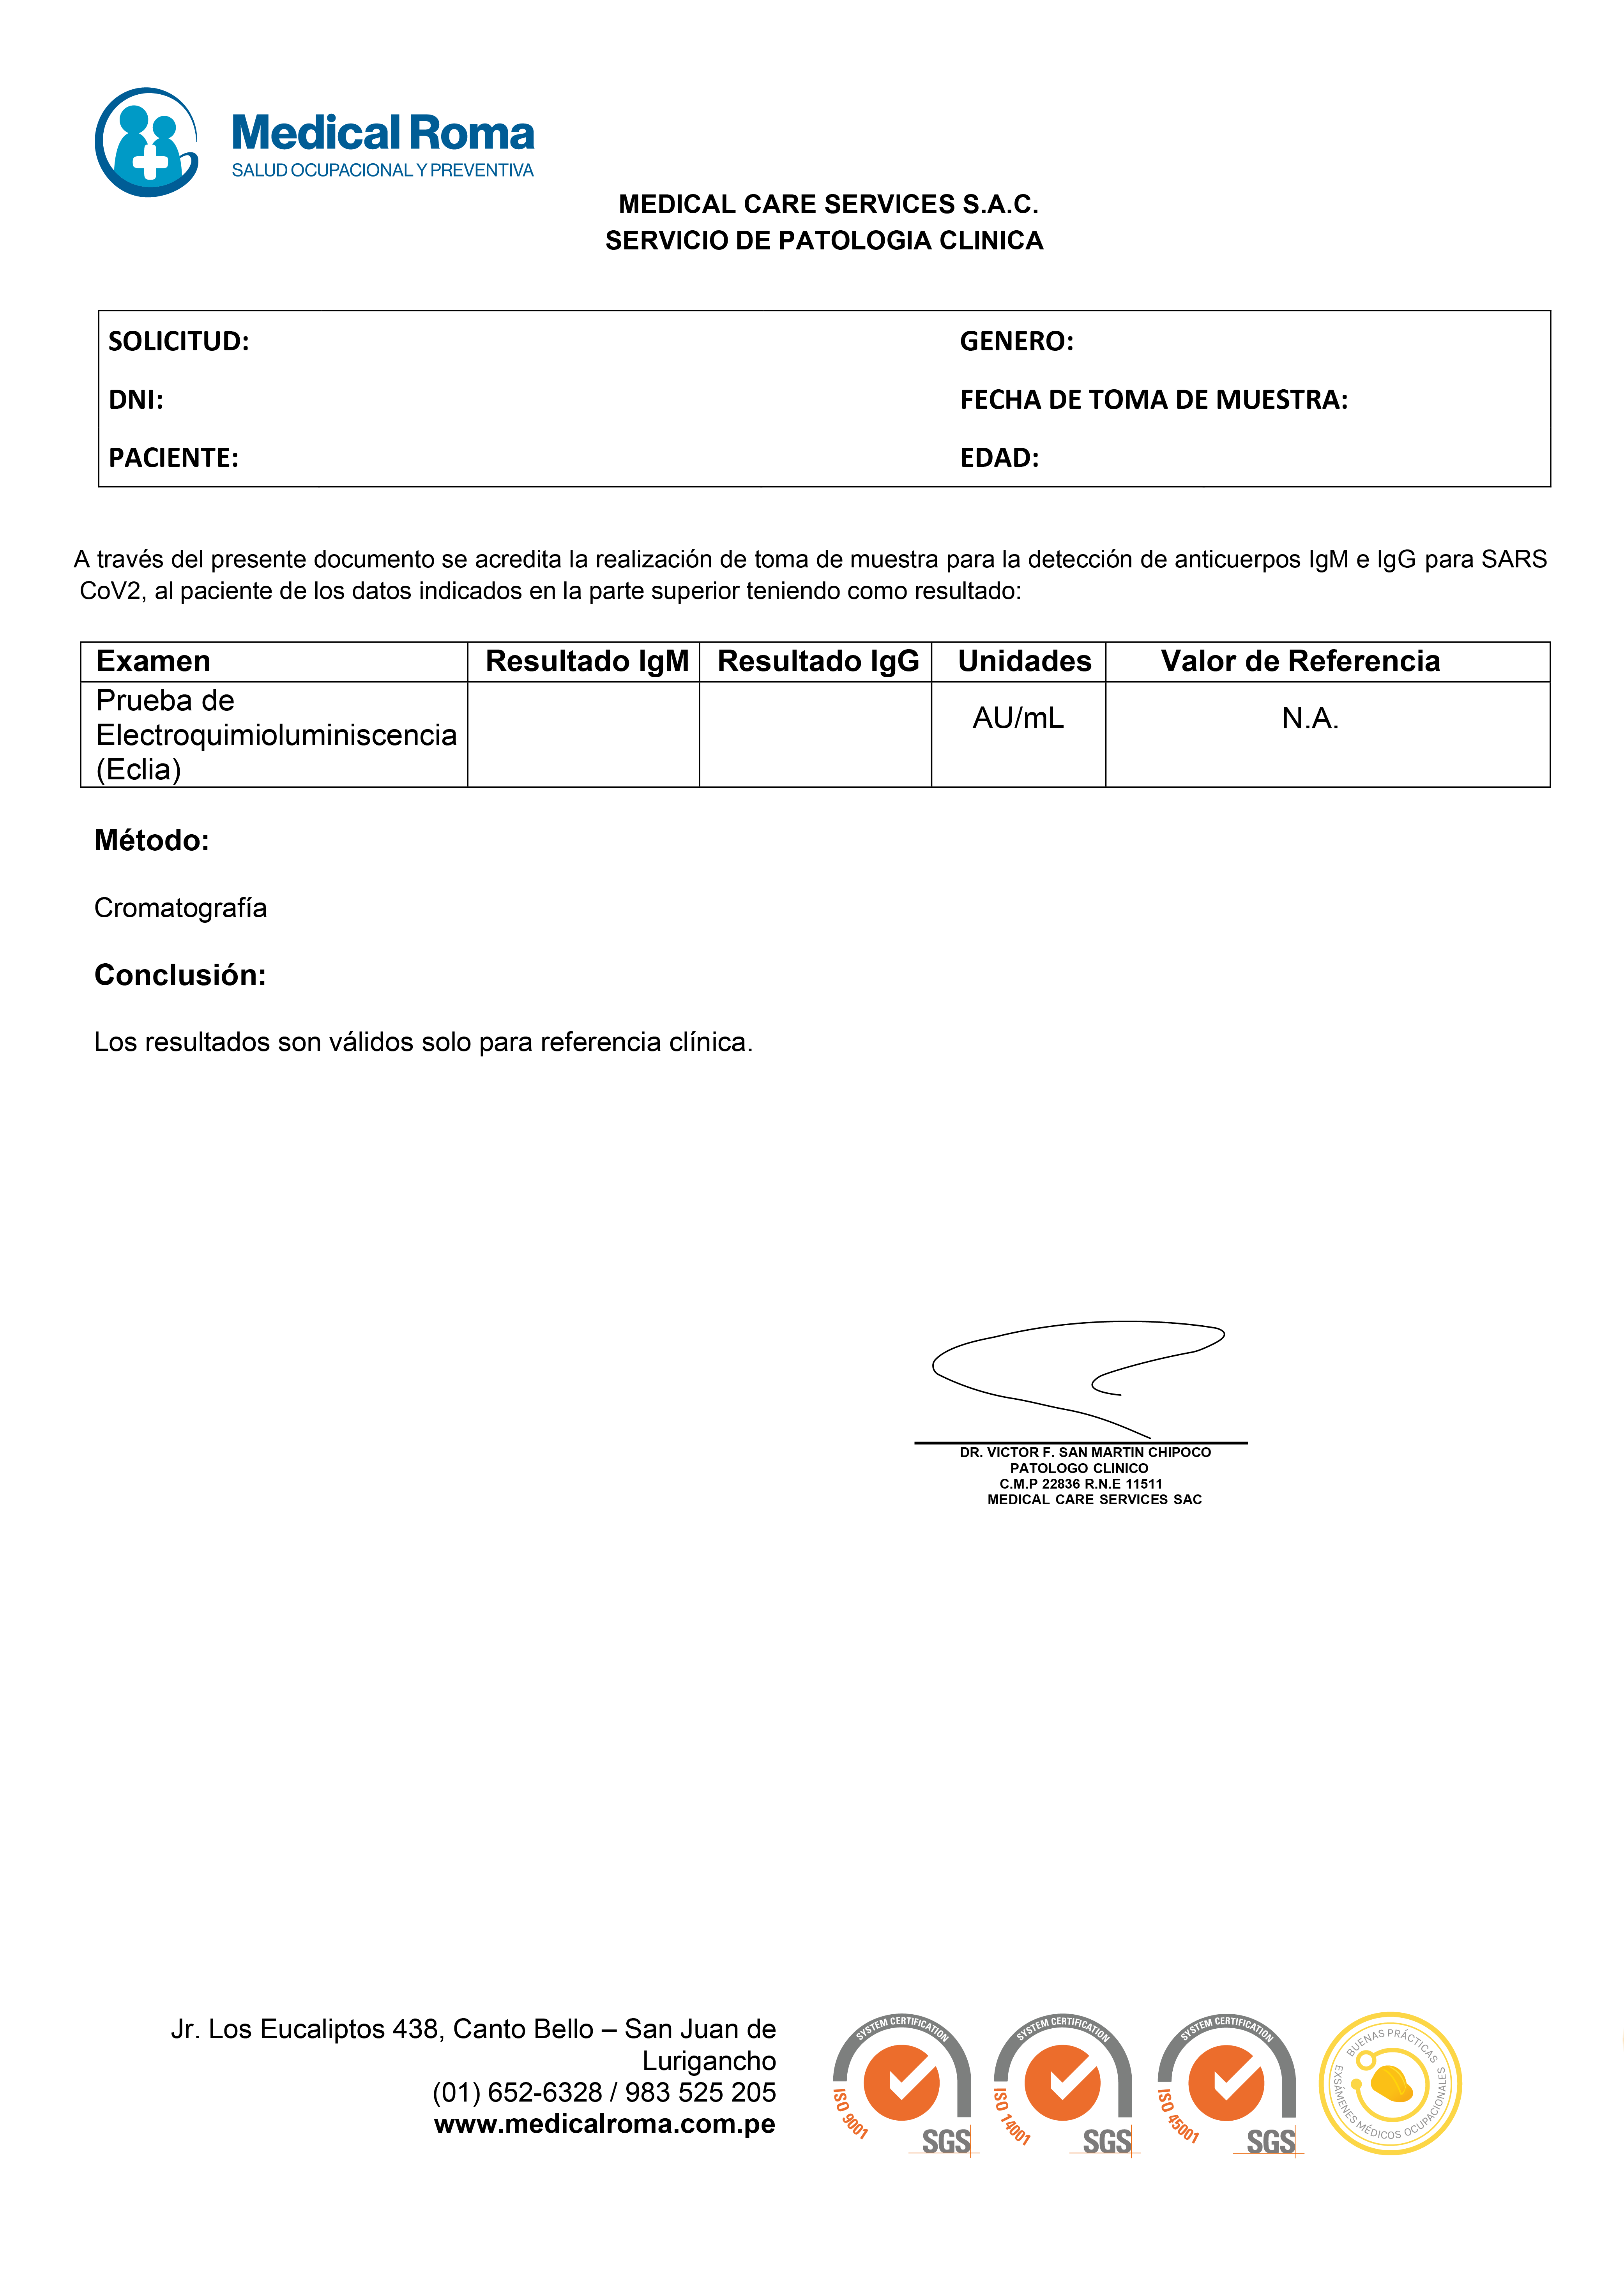 Medical Roma
SALUD OCUPACIONAL Y PREVENTIVA
MEDICAL CARE SERVICES S.A.C.
SERVICIO DE PATOLOGIA CLINICA
SOLICITUD: GENERO:
DNI: FECHA DE TOMA DE MUESTRA:
PACIENTE: EDAD:
A través del presente documento se acredita la realización de toma de muestra para la detección de anticuerpos IgM e IgG para SARS
CoV2, al paciente de los datos indicados en la parte superior teniendo como resultado:
Examen Resultado IgM Resultado IgG Unidades Valor de Referencia
Prueba de
Electroquimioluminiscencia AU/mL N.A.
(Eclia)
Método:
Cromatografía
Conclusión:
Los resultados son válidos solo para referencia clínica.
DR. VICTOR F. SAN MARTIN CHIPOCO
PATOLOGO CLINICO
C.M.P 22836 R.N.E 11511
MEDICAL CARE SERVICES SAC
Jr. Los Eucaliptos 438, Canto Bello – San Juan de
Lurigancho
(01) 652-6328 / 983 525 205
www.medicalroma.com.pe
SYSTEM CERTIFICATION
ISO 9001
SGS
SYSTEM CERTIFICATION
ISO 14001
SGS
SYSTEM CERTIFICATION
ISO 45001
SGS
BUENAS PRÁCTICAS
EXSÁMENES MÉDICOS OCUPACIONALES